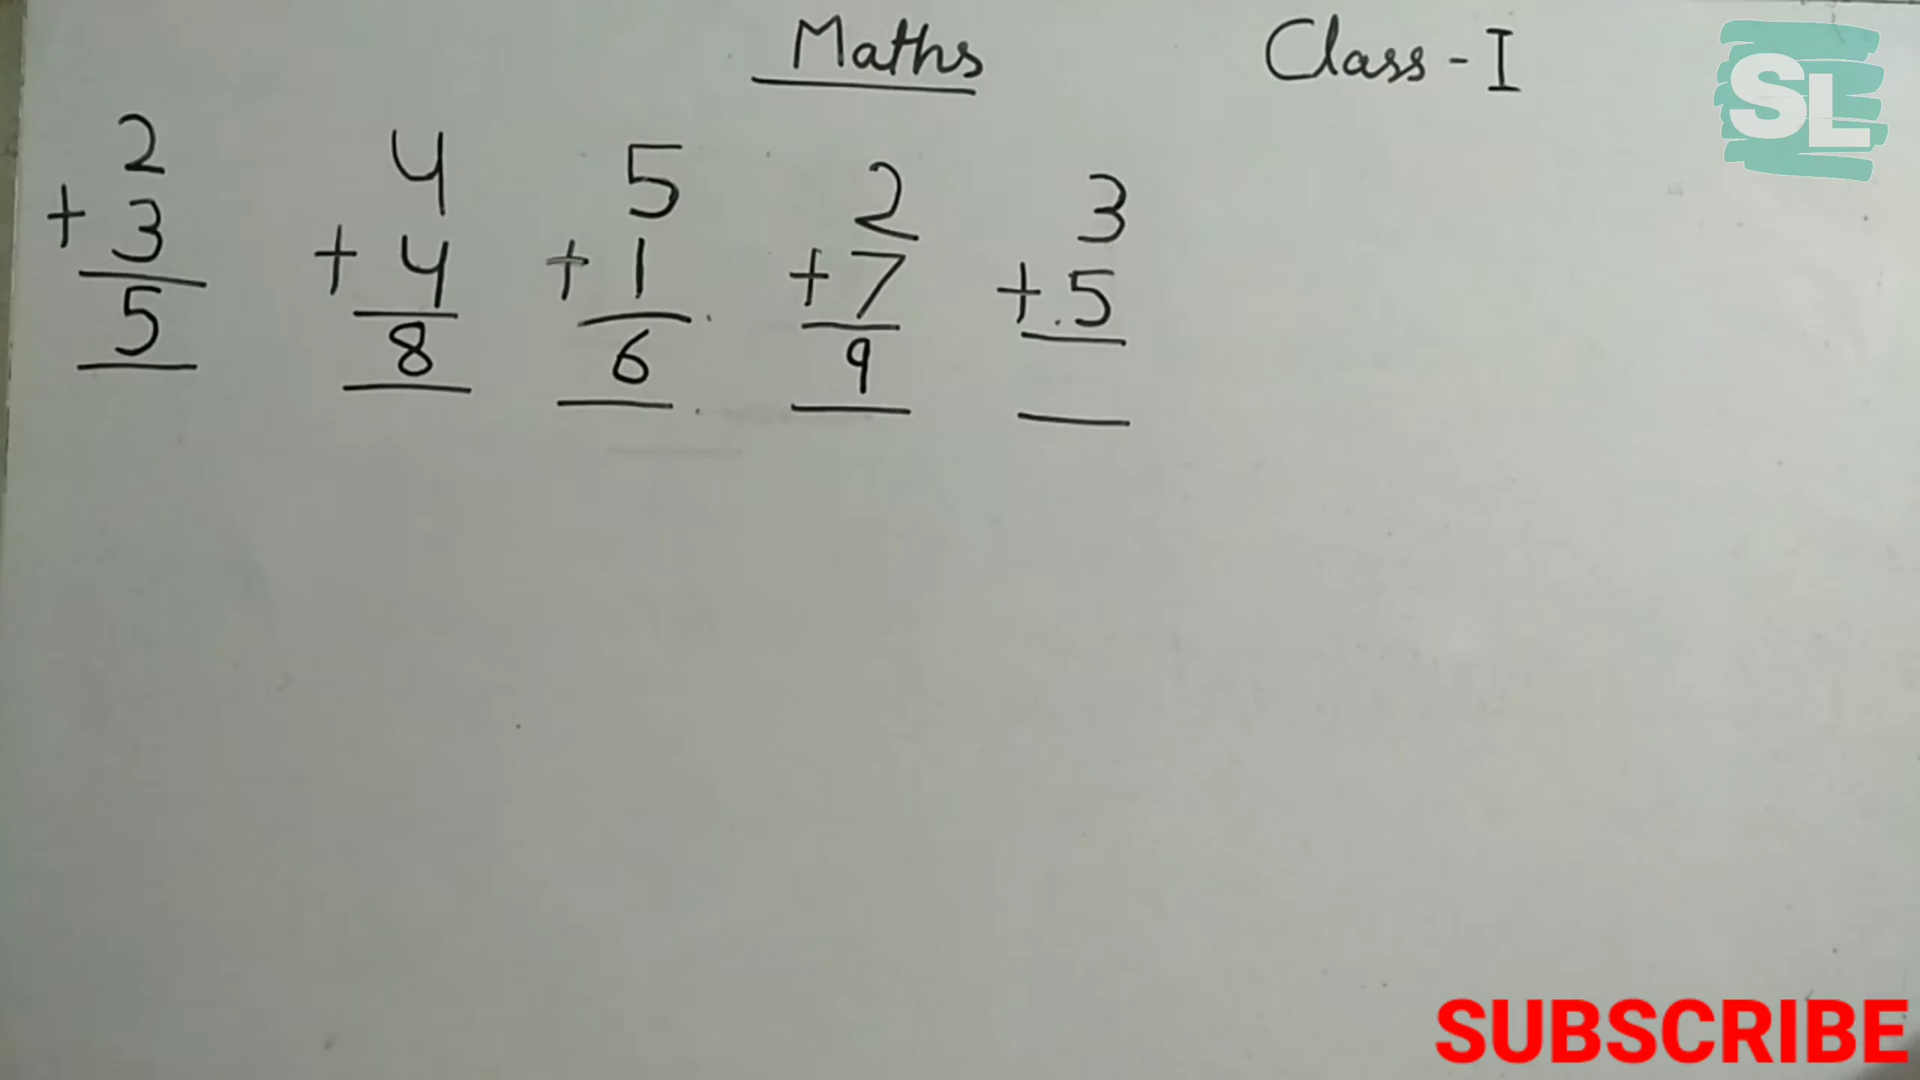 Maths Class - I
SL
2 4 5 2 3
+ 3 + 4 + 1 + 7 + 5
5 8 6 9
SUBSCRIBE